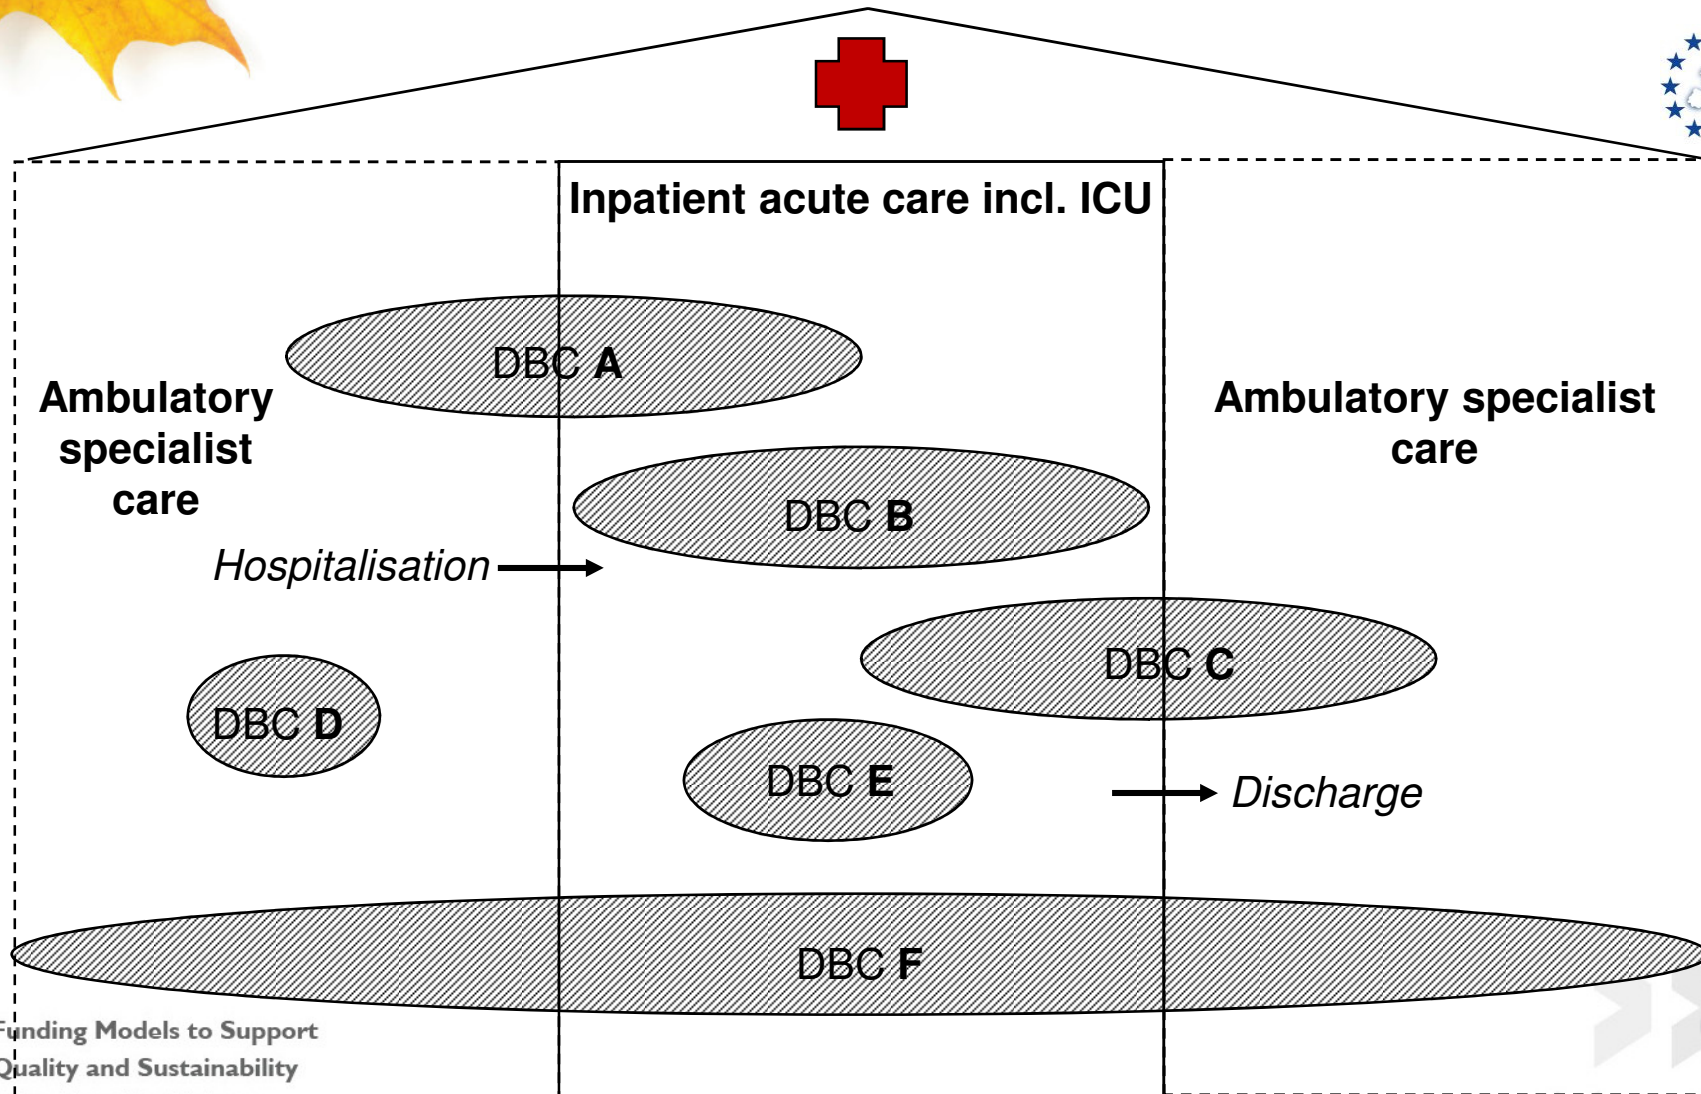 Inpatient acute care incl. ICU
DBC A
Ambulatory
specialist
care
Ambulatory specialist
care
DBC B
Hospitalisation
DBC C
DBC D
DBC E
Discharge
DBC F
Funding Models to Support
Quality and Sustainability